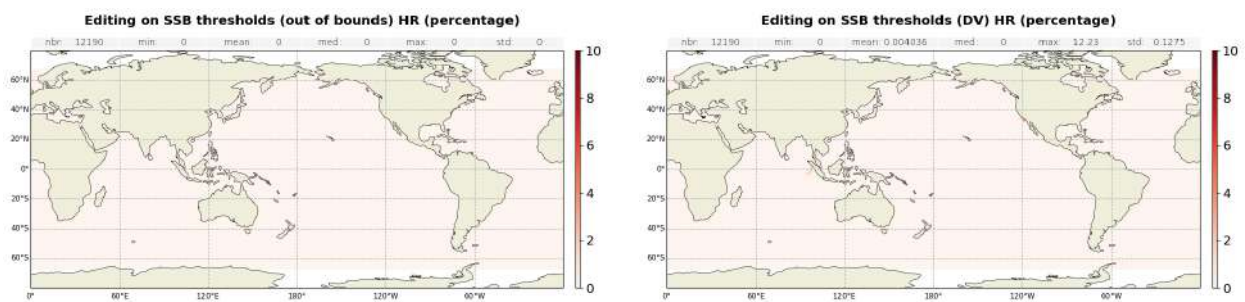 Editing on SSB thresholds (out of bounds) HR (percentage)
nbr: 12190 min: 0 mean: 0 med: 0 max: 0 std: 0
60°N
40°N
20°N
0°
20°S
40°S
60°S
0° 60°E 120°E 180° 120°W 60°W
10
8
6
4
2
0
Editing on SSB thresholds (DV) HR (percentage)
nbr: 12190 min: 0 mean: 0.004036 med: 0 max: 12.23 std: 0.1275
60°N
40°N
20°N
0°
20°S
40°S
60°S
0° 60°E 120°E 180° 120°W 60°W
10
8
6
4
2
0